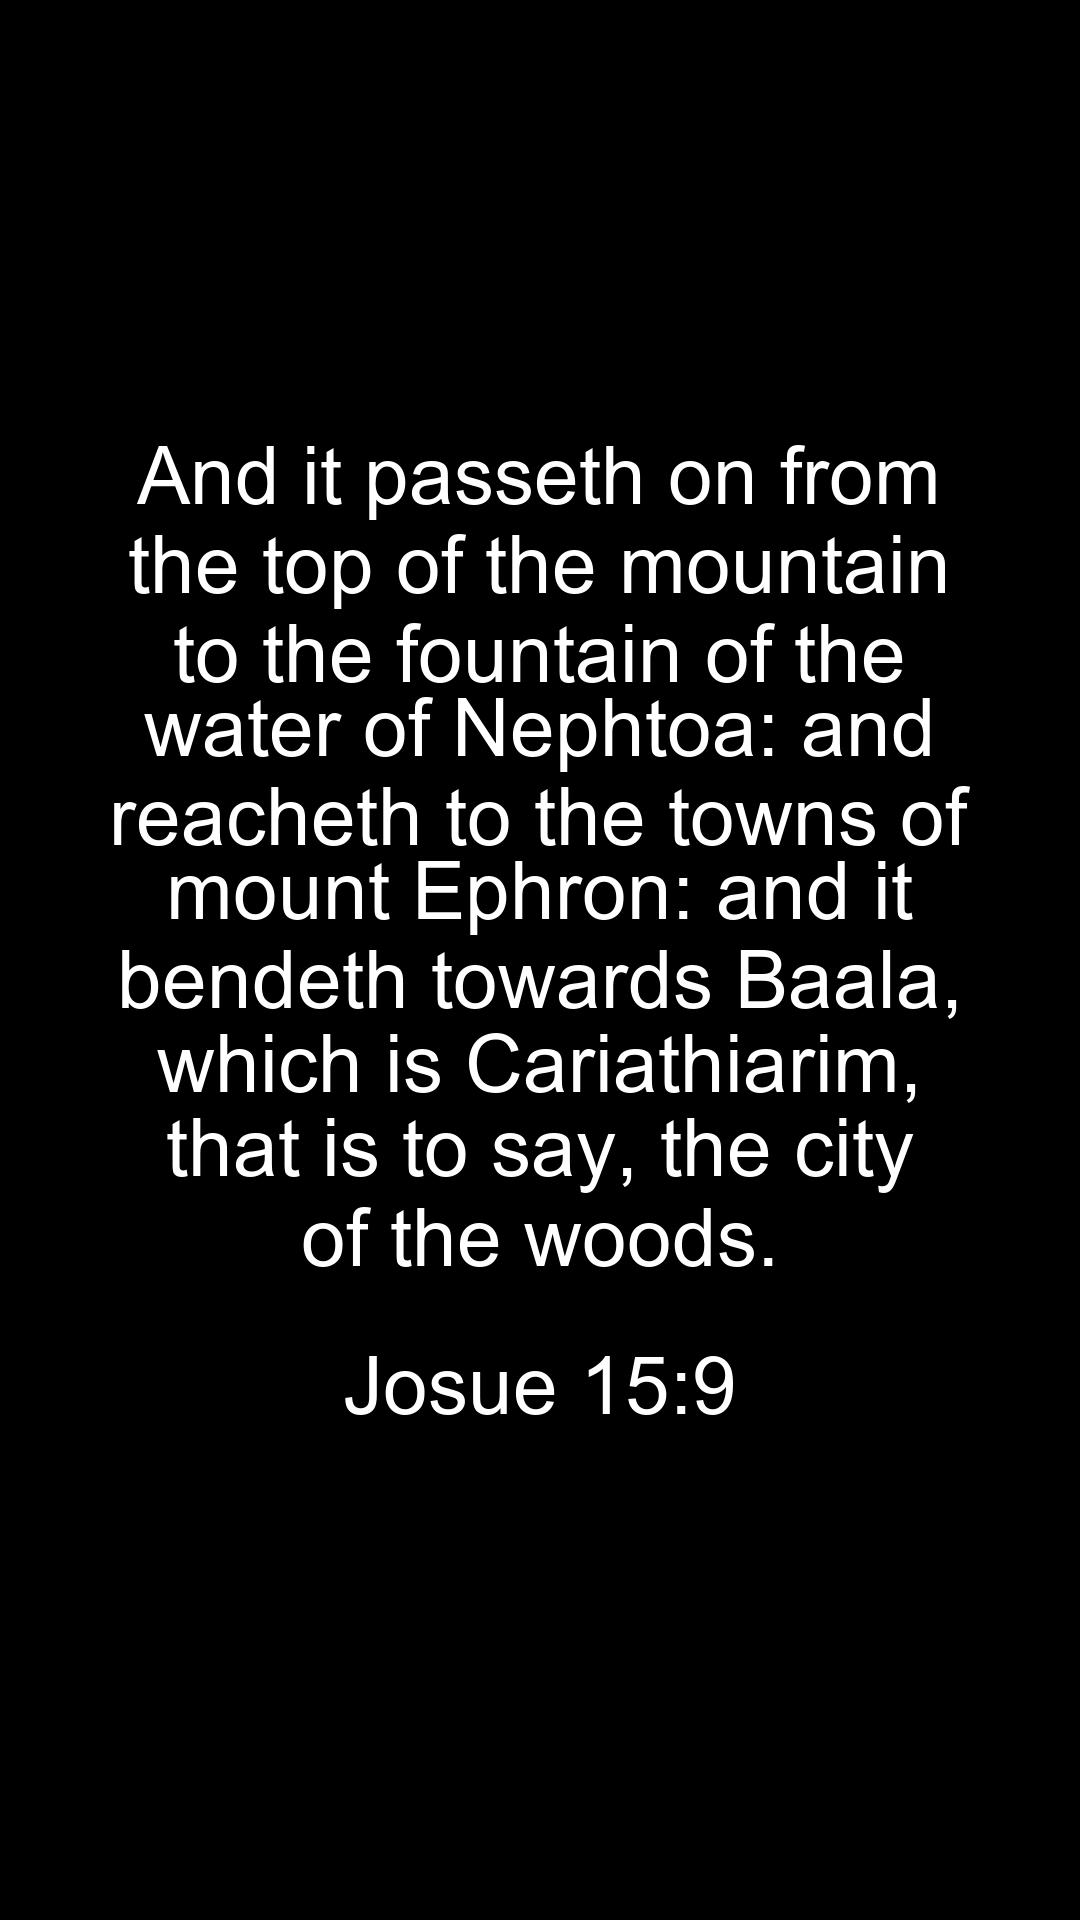 And it passeth on from
the top of the mountain
to the fountain of the
water of Nephtoa: and
reacheth to the towns of
mount Ephron: and it
bendeth towards Baala,
which is Cariathiarim,
that is to say, the city
of the woods.
Josue 15:9